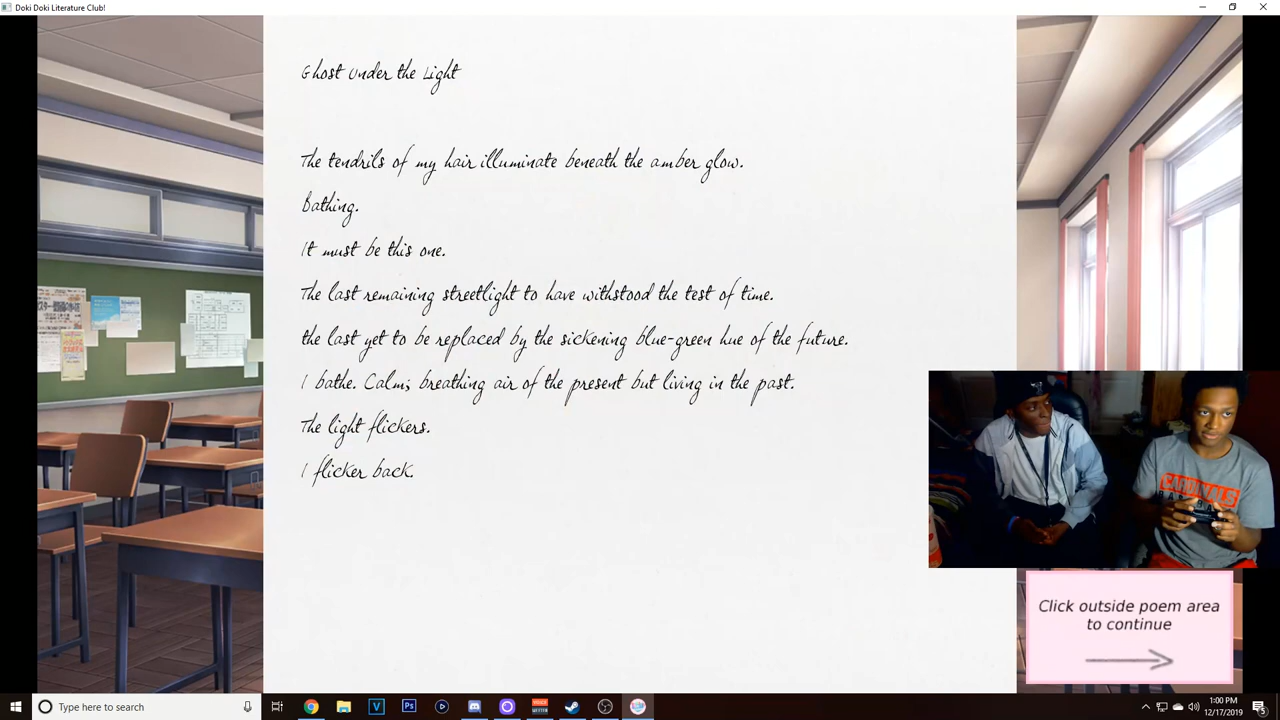 Doki Doki Literature Club!
Ghost Under the Light
The tendrils of my hair illuminate beneath the amber glow.
Bathing.
It must be this one.
The last remaining streetlight to have withstood the test of time.
the last yet to be replaced by the sickening blue-green hue of the future.
I bathe. Calm; breathing air of the present but living in the past.
The light flickers.
I flicker back.
CARDINALS
Click outside poem area
to continue
Type here to search
1:00 PM
12/17/2019